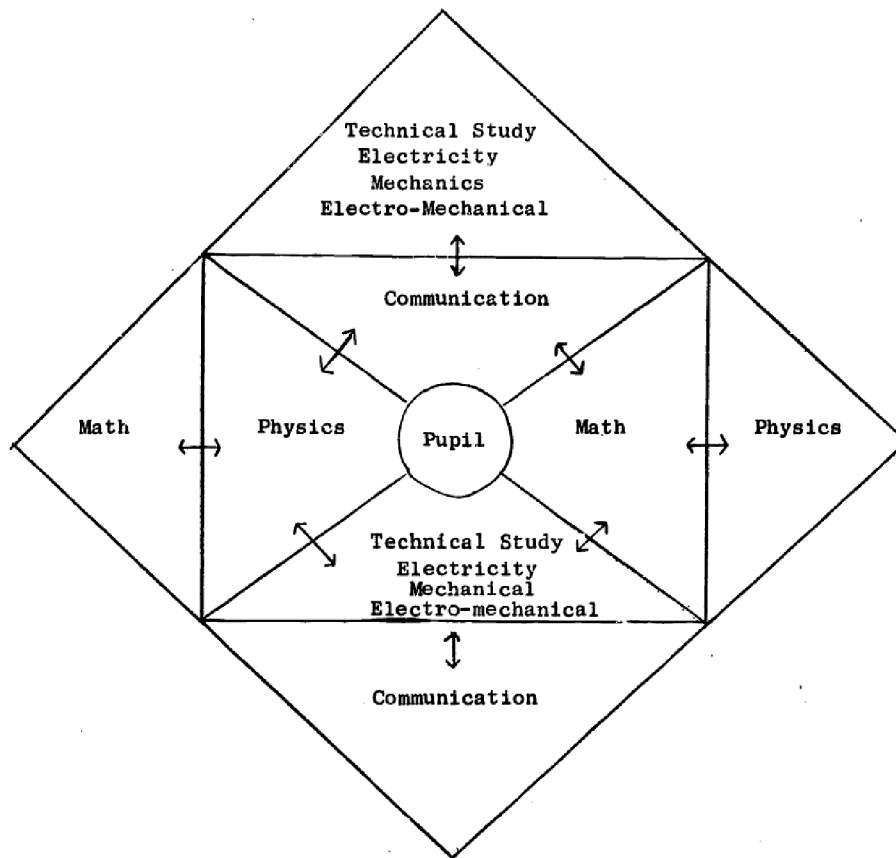 Technical Study
Electricity
Mechanics
Electro-Mechanical
Communication
Math
Physics
Pupil
Math
Physics
Technical Study
Electricity
Mechanical
Electro-mechanical
Communication